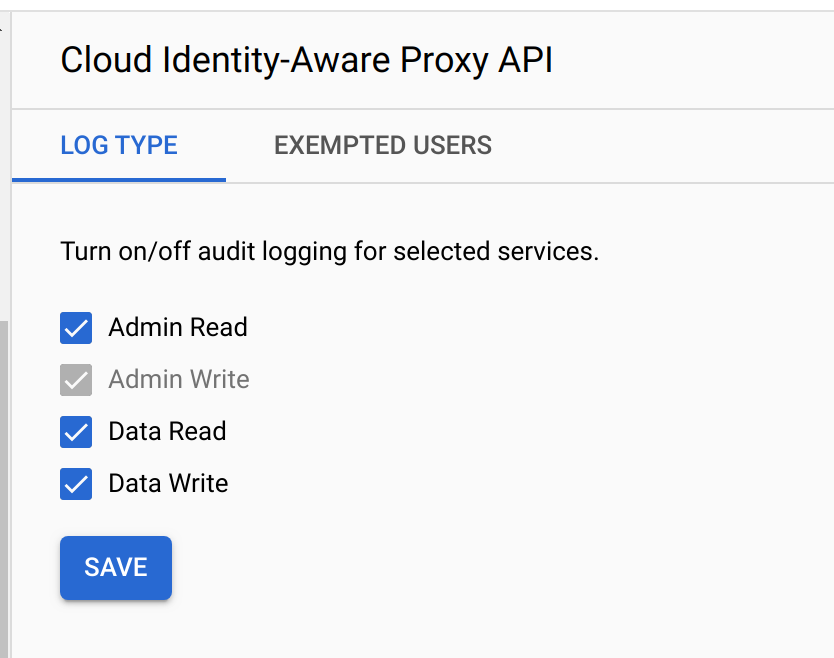 Cloud Identity-Aware Proxy API
LOG TYPE
EXEMPTED USERS
Turn on/off audit logging for selected services.
Admin Read
Admin Write
Data Read
Data Write
SAVE